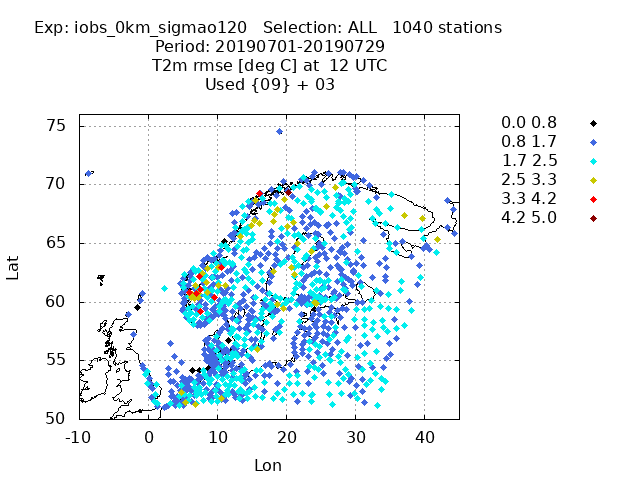 Exp: iobs_0km_sigmao120 Selection: ALL 1040 stations
Period: 20190701-20190729
T2m rmse [deg C] at 12 UTC
Used {09} + 03
75
70
65
60
55
50
Lat
-10 0 10 20 30 40
Lon
0.0 0.8
0.8 1.7
1.7 2.5
2.5 3.3
3.3 4.2
4.2 5.0